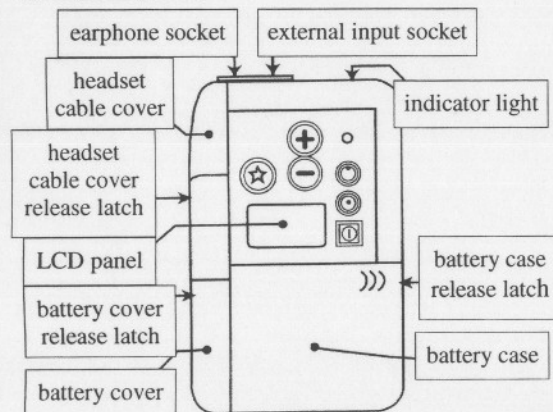 earphone socket
external input socket
headset
cable cover
indicator light
headset
cable cover
release latch
LCD panel
battery case
release latch
battery cover
release latch
battery case
battery cover